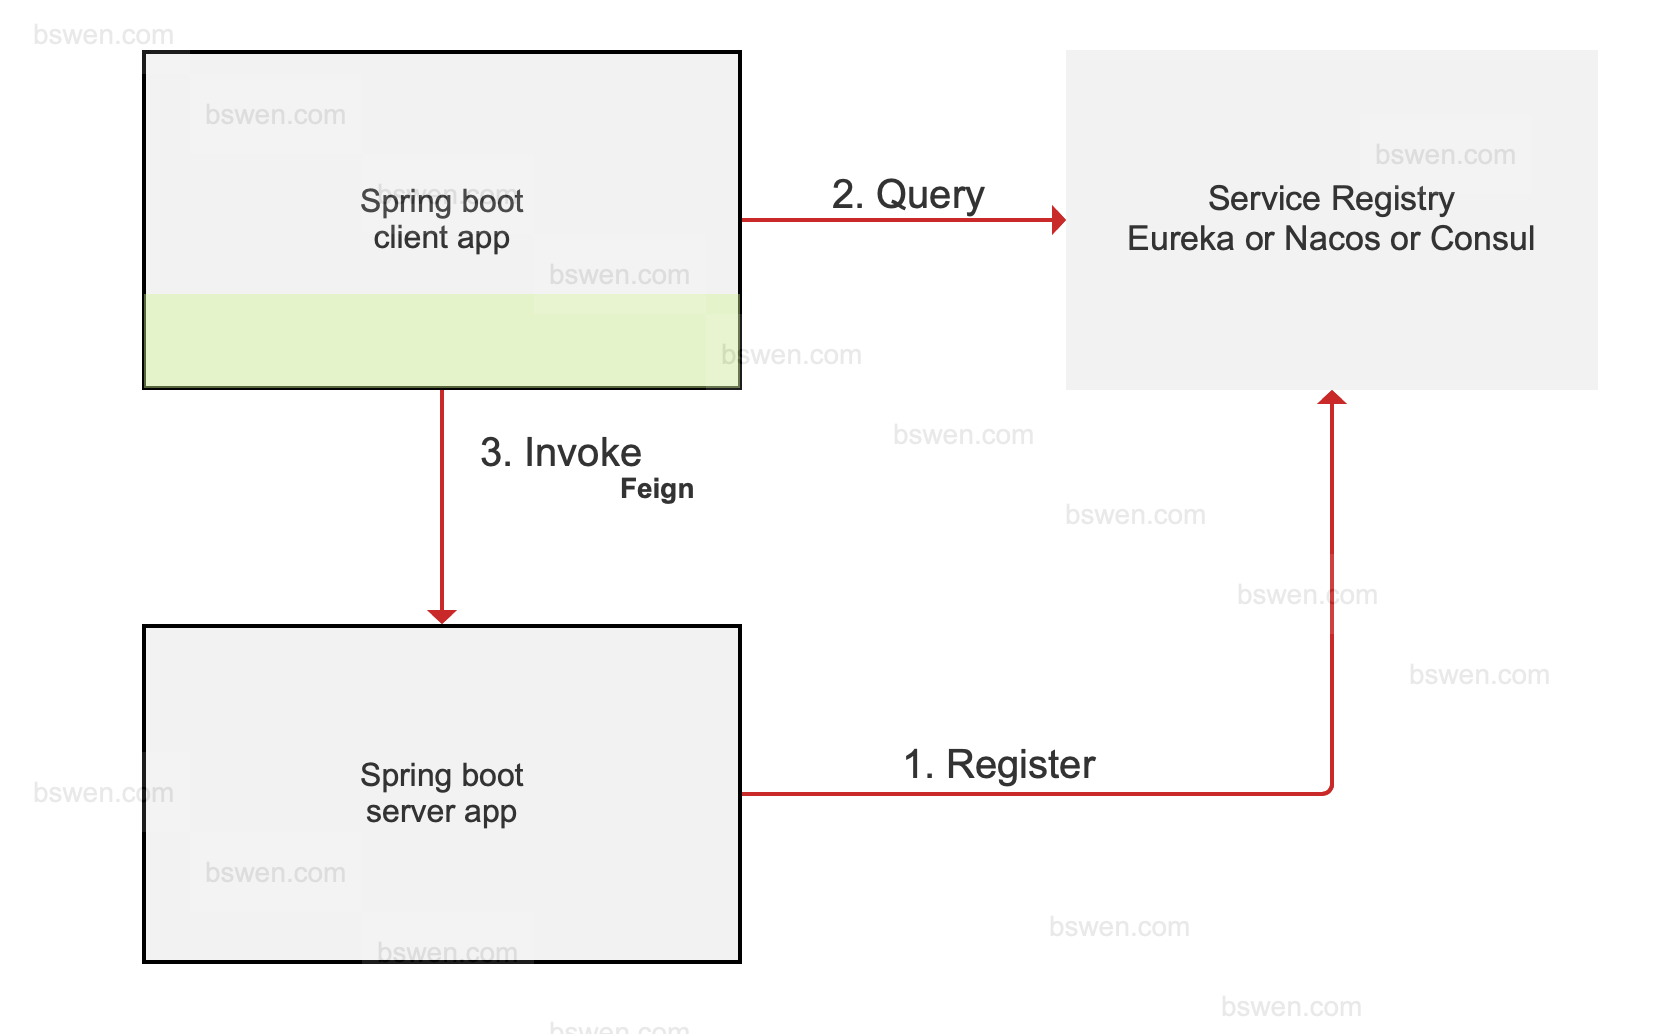 bswen.com
bswen.com
bswen.com
bswen.com
Spring boot
client app
bswen.com
2. Query
Service Registry
Eureka or Nacos or Consul
bswen.com
bswen.com
3. Invoke
Feign
bswen.com
bswen.com
bswen.com
1. Register
Spring boot
server app
bswen.com
bswen.com
bswen.com
bswen.com
bswen.com
bswen.com